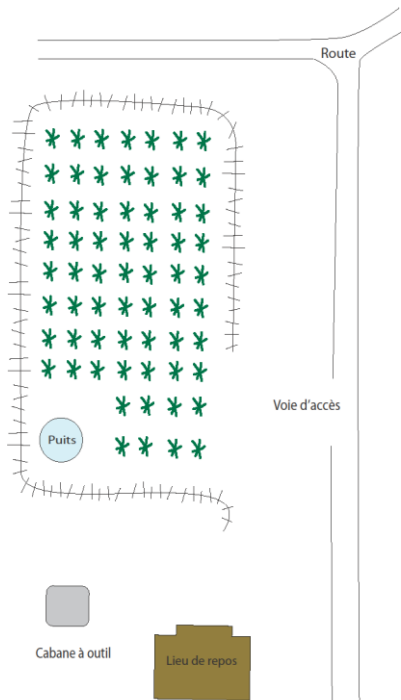 Route
Voie d'accès
Puits
Cabane à outil
Lieu de repos